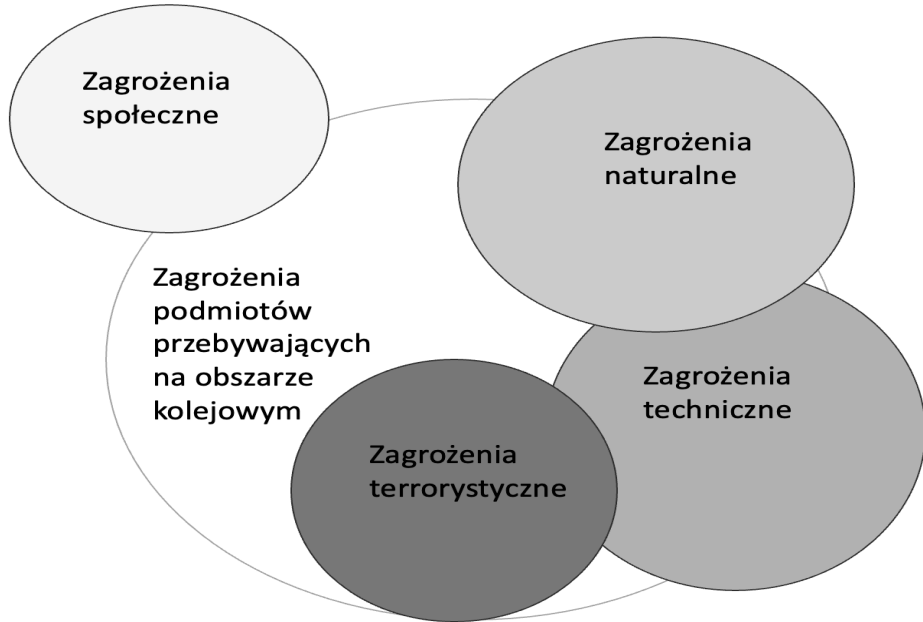 Zagrożenia
społeczne
Zagrożenia
naturalne
Zagrożenia
podmiotów
przebywających
na obszarze
kolejowym
Zagrożenia
techniczne
Zagrożenia
terrorystyczne